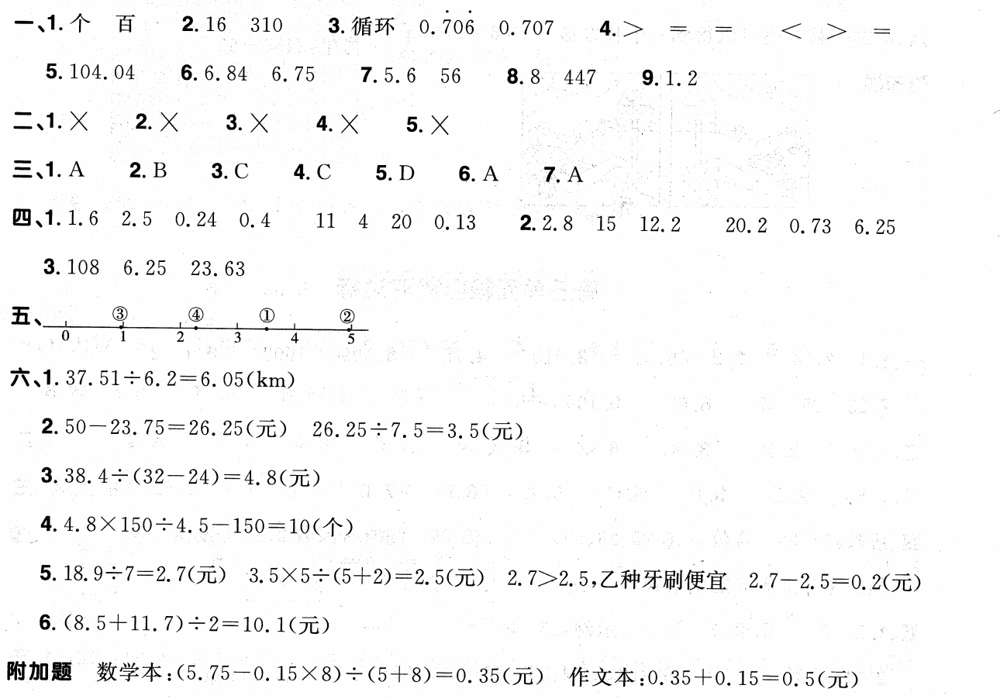 一、1. 个 百 2. 16 310 3. 循环 0.7̇06̇ 0.707 4. > = = < > =
5. 104.04 6. 6.84 6.75 7. 5.6 56 8. 8 447 9. 1.2
二、1. × 2. × 3. × 4. × 5. ×
三、1. A 2. B 3. C 4. C 5. D 6. A 7. A
四、1. 1.6 2.5 0.24 0.4 11 4 20 0.13 2. 2.8 15 12.2 20.2 0.73 6.25
3. 108 6.25 23.63
五、 ③ ④ ① ②
0 1 2 3 4 5
六、1. 37.51÷6.2=6.05(km)
2. 50-23.75=26.25(元) 26.25÷7.5=3.5(元)
3. 38.4÷(32-24)=4.8(元)
4. 4.8×150÷4.5-150=10(个)
5. 18.9÷7=2.7(元) 3.5×5÷(5+2)=2.5(元) 2.7>2.5,乙种牙刷便宜 2.7-2.5=0.2(元)
6. (8.5+11.7)÷2=10.1(元)
附加题 数学本:(5.75-0.15×8)÷(5+8)=0.35(元) 作文本:0.35+0.15=0.5(元)